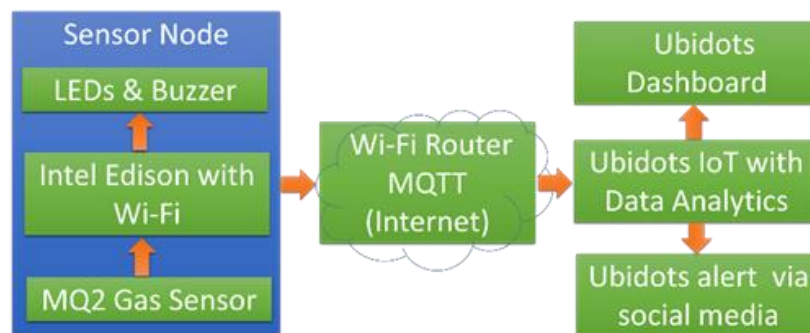 Sensor Node
LEDs & Buzzer
Intel Edison with
Wi-Fi
MQ2 Gas Sensor
Wi-Fi Router
MQTT
(Internet)
Ubidots
Dashboard
Ubidots IoT with
Data Analytics
Ubidots alert via
social media